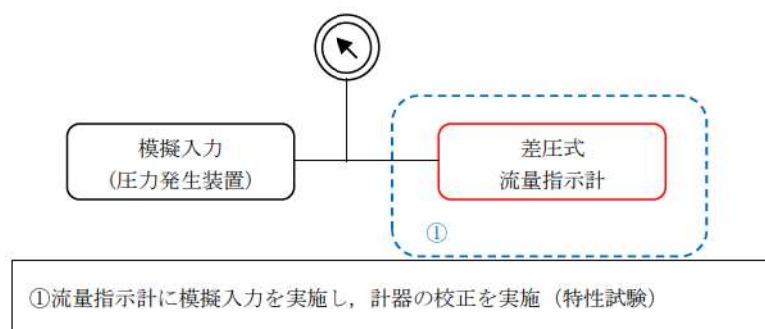 模擬入力
（圧力発生装置）
差圧式
流量指示計
①
①流量指示計に模擬入力を実施し，計器の校正を実施（特性試験）